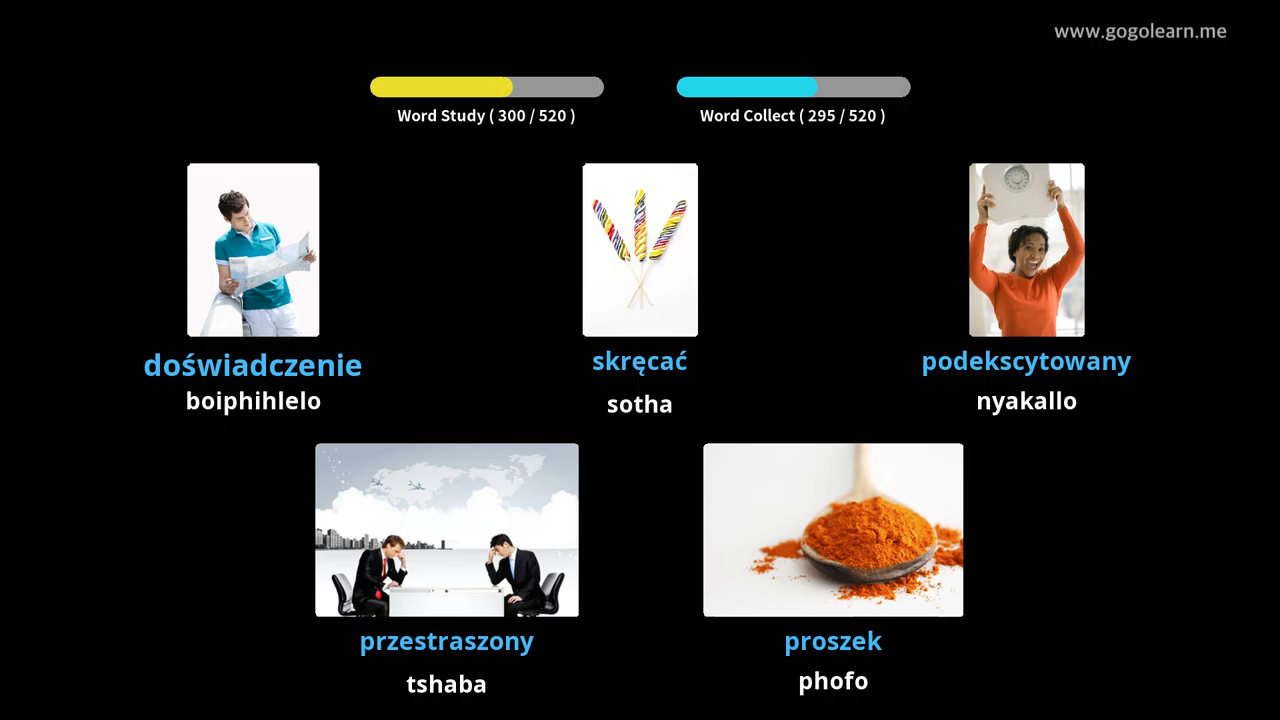 www.gogolearn.me
Word Study ( 300 / 520 )
Word Collect ( 295 / 520 )
doświadczenie
boiphihlelo
skręcać
sotha
podekscytowany
nyakallo
przestraszony
tshaba
proszek
phofo